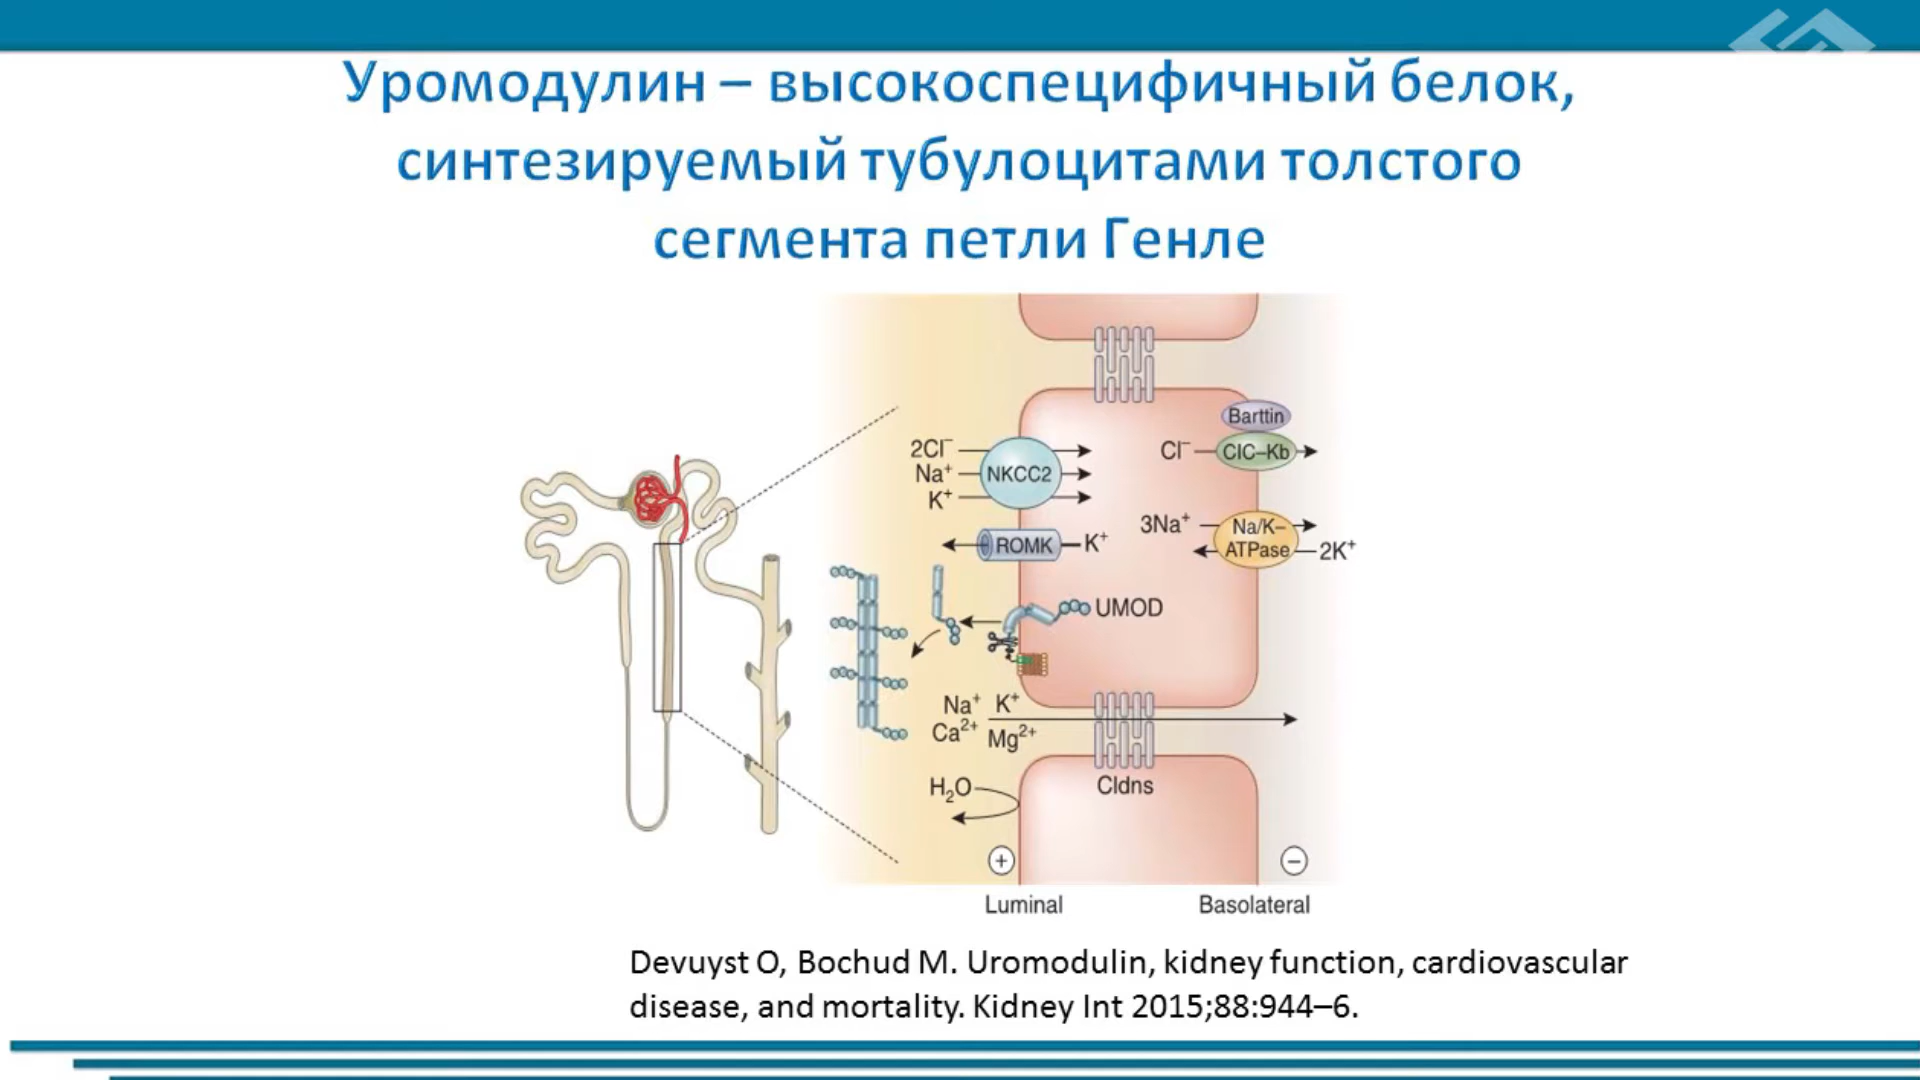 Уромодулин – высокоспецифичный белок,
синтезируемый тубулоцитами толстого
сегмента петли Генле
Barttin
2Cl⁻
Na⁺
K⁺
NKCC2
Cl⁻
ClC–Kb
3Na⁺
Na/K–
ATPase
2K⁺
ROMK
K⁺
UMOD
Na⁺ K⁺
Ca²⁺ Mg²⁺
Cldns
H₂O
+
−
Luminal
Basolateral
Devuyst O, Bochud M. Uromodulin, kidney function, cardiovascular
disease, and mortality. Kidney Int 2015;88:944–6.